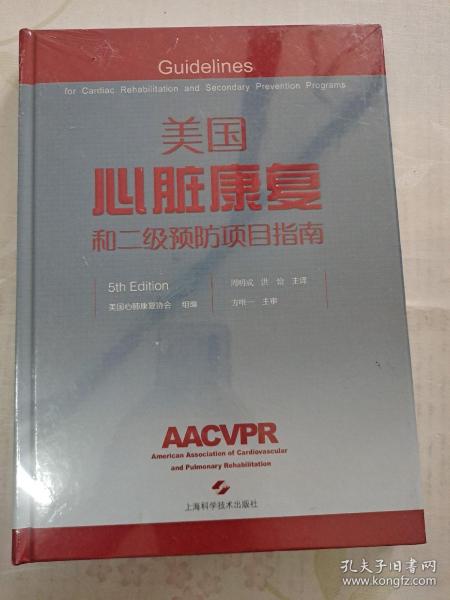 Guidelines
for Cardiac Rehabilitation and Secondary Prevention Programs
美国
心脏康复
和二级预防项目指南
5th Edition
美国心肺康复协会 组编
周明成 洪怡 主译
方唯一 主审
AACVPR
American Association of Cardiovascular
and Pulmonary Rehabilitation
上海科学技术出版社
孔夫子旧书网
www.kongfz.com